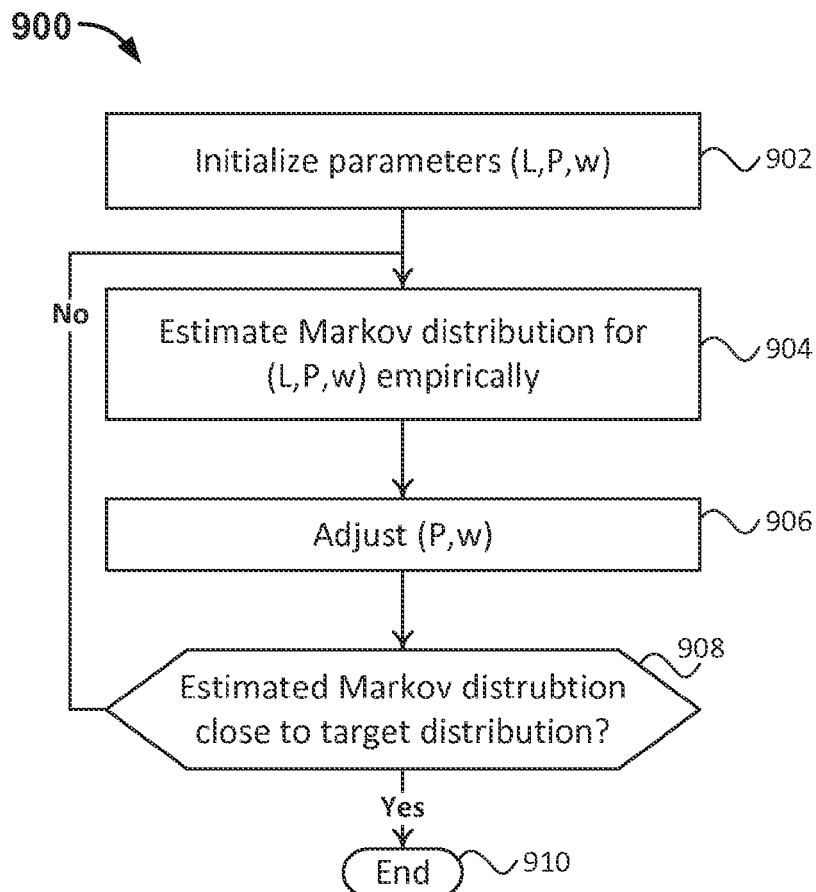 900
Initialize parameters (L,P,w)
902
No
Estimate Markov distribution for
(L,P,w) empirically
904
Adjust (P,w)
906
908
Estimated Markov distrubtion
close to target distribution?
Yes
End
910